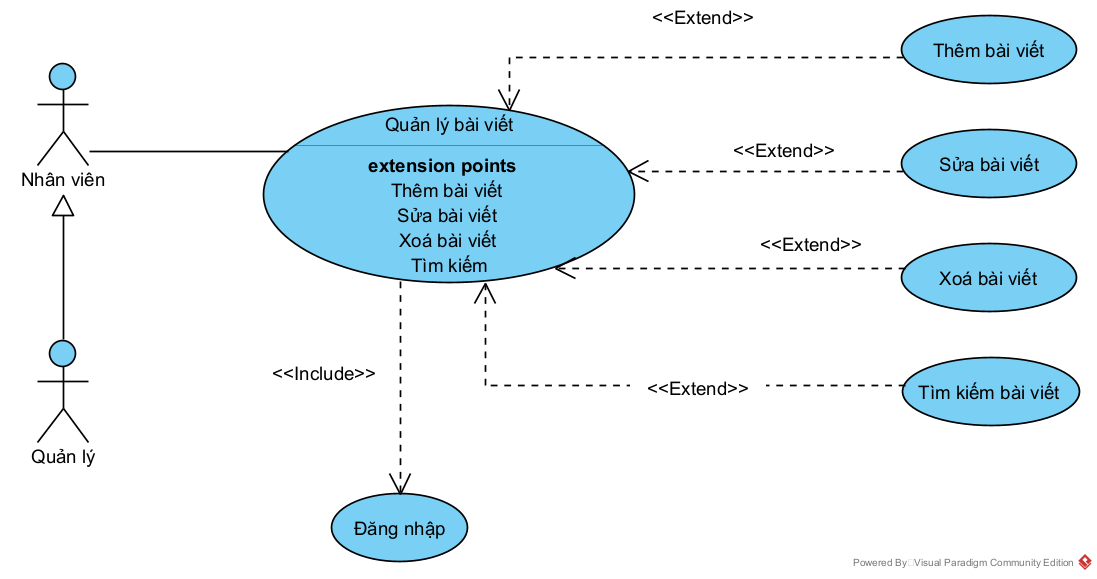 <<Extend>>
Thêm bài viết
Quản lý bài viết
extension points
Thêm bài viết
Sửa bài viết
Xoá bài viết
Tìm kiếm
<<Extend>>
Sửa bài viết
Nhân viên
<<Extend>>
Xoá bài viết
<<Include>>
<<Extend>>
Tìm kiếm bài viết
Quản lý
Đăng nhập
Powered By Visual Paradigm Community Edition